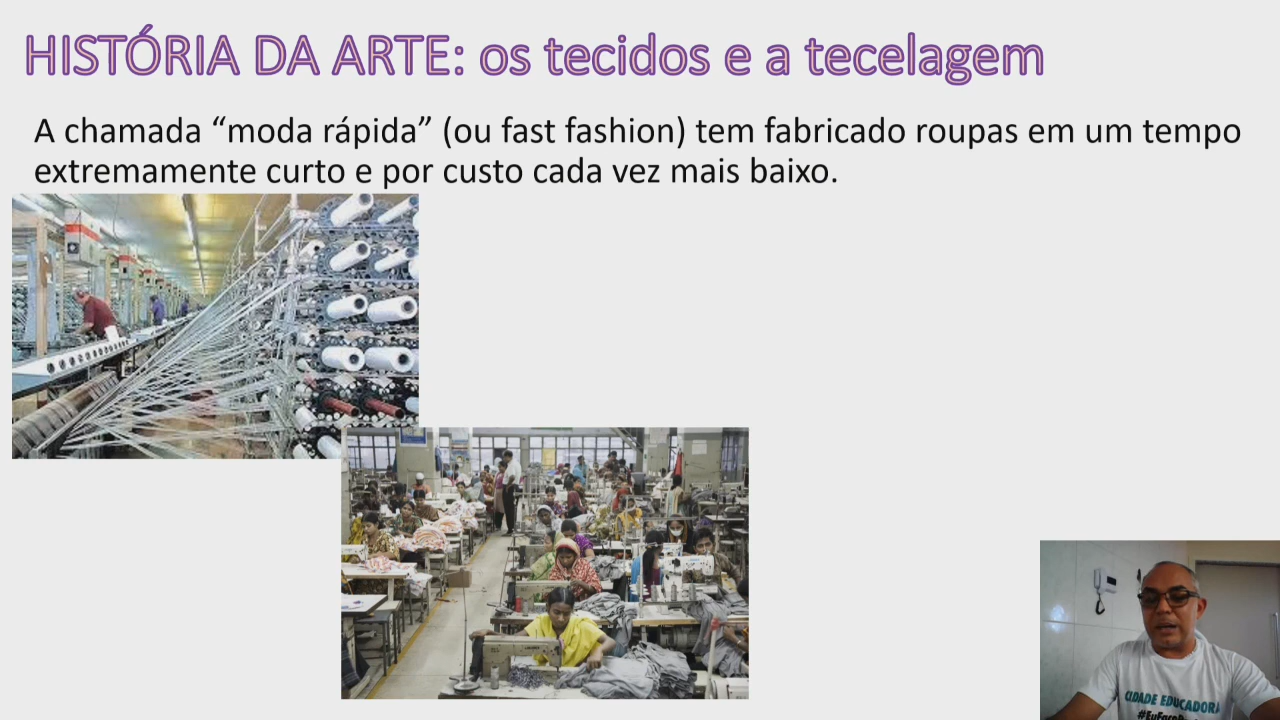 HISTÓRIA DA ARTE: os tecidos e a tecelagem
A chamada “moda rápida” (ou fast fashion) tem fabricado roupas em um tempo
extremamente curto e por custo cada vez mais baixo.
CIDADE EDUCADORA